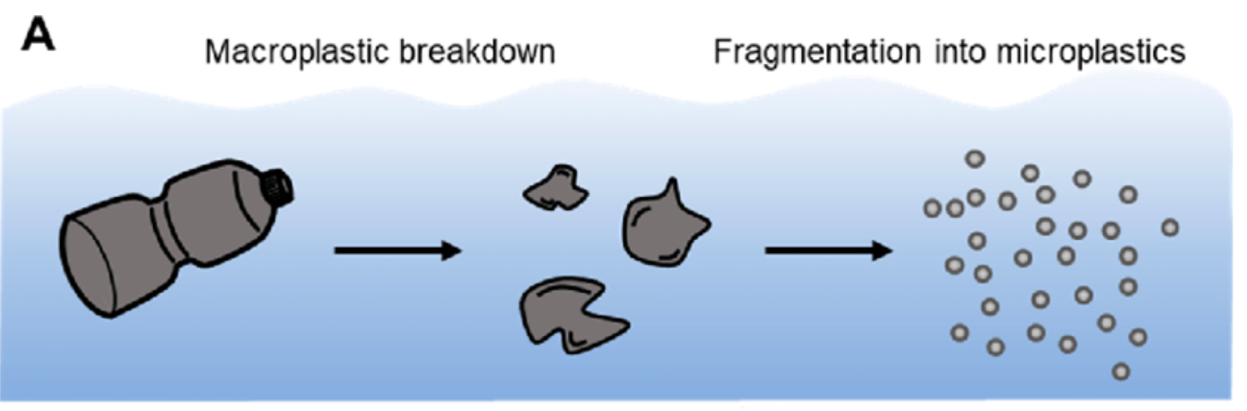 A
Macroplastic breakdown
Fragmentation into microplastics